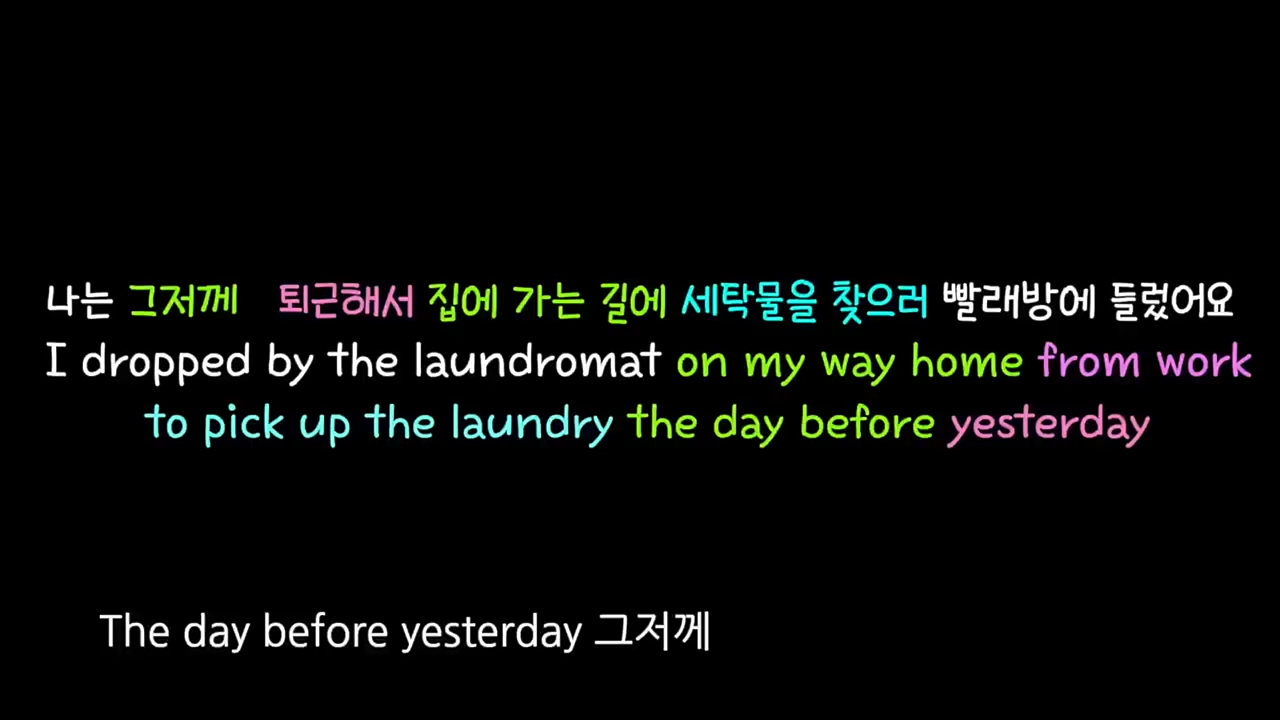 나는 그저께 퇴근해서 집에 가는 길에 세탁물을 찾으러 빨래방에 들렀어요
I dropped by the laundromat on my way home from work
to pick up the laundry the day before yesterday
The day before yesterday 그저께